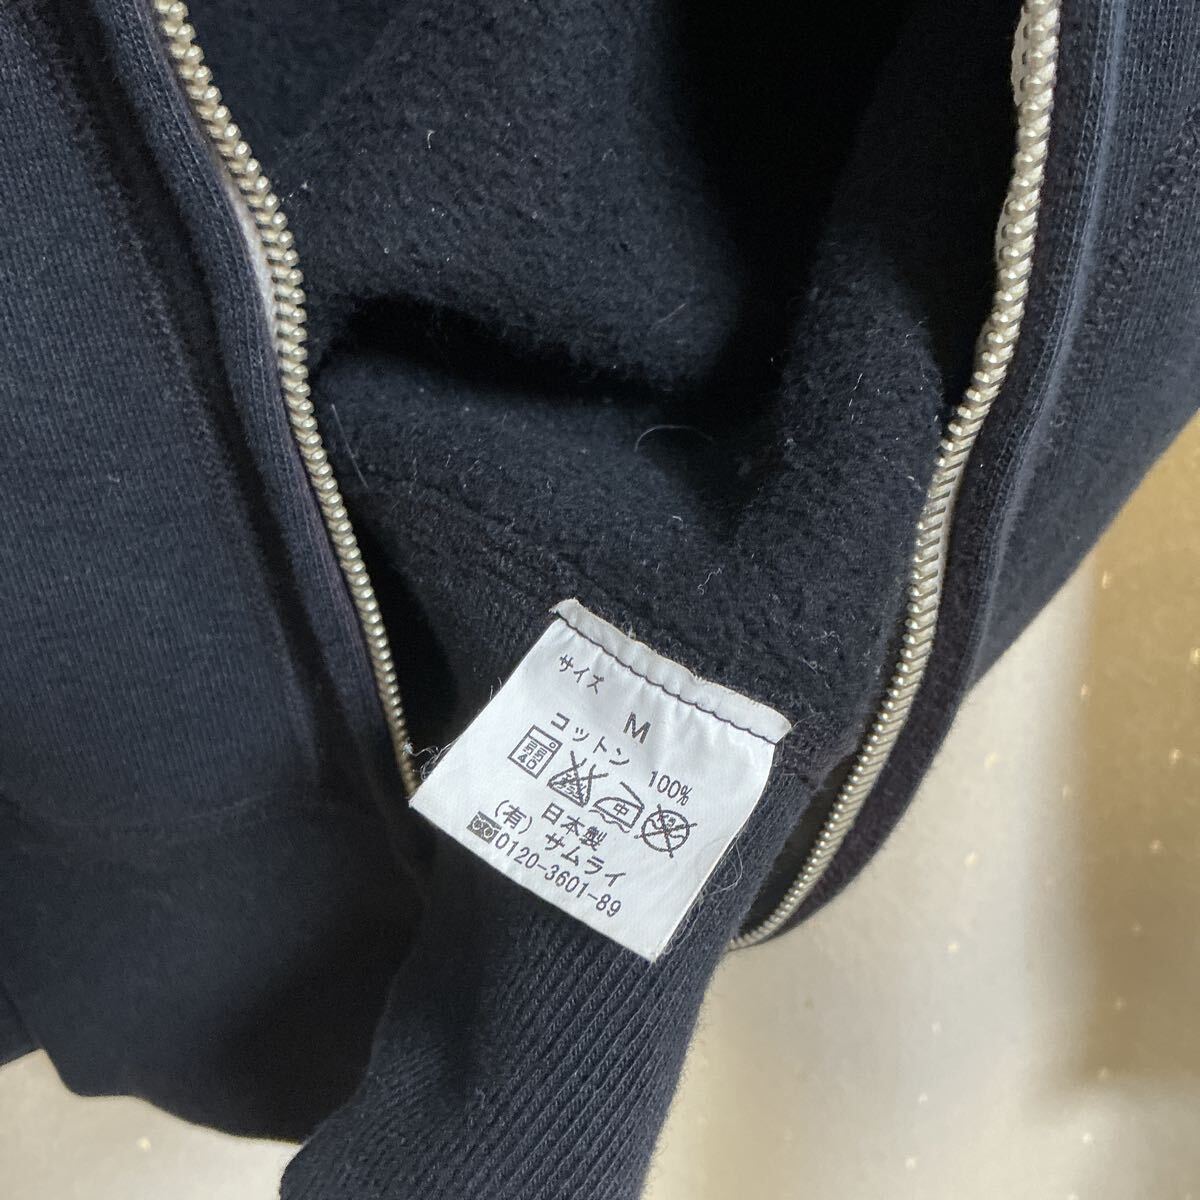 サイズ
M
コットン 100%
日本製
(有) サムライ
0120-3601-89